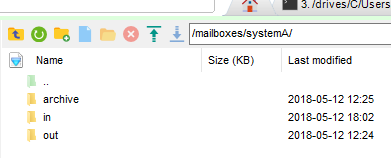 3. /drives/C/Users
/mailboxes/systemA/
Name Size (KB) Last modified
..
archive 2018-05-12 12:25
in 2018-05-12 18:02
out 2018-05-12 12:24